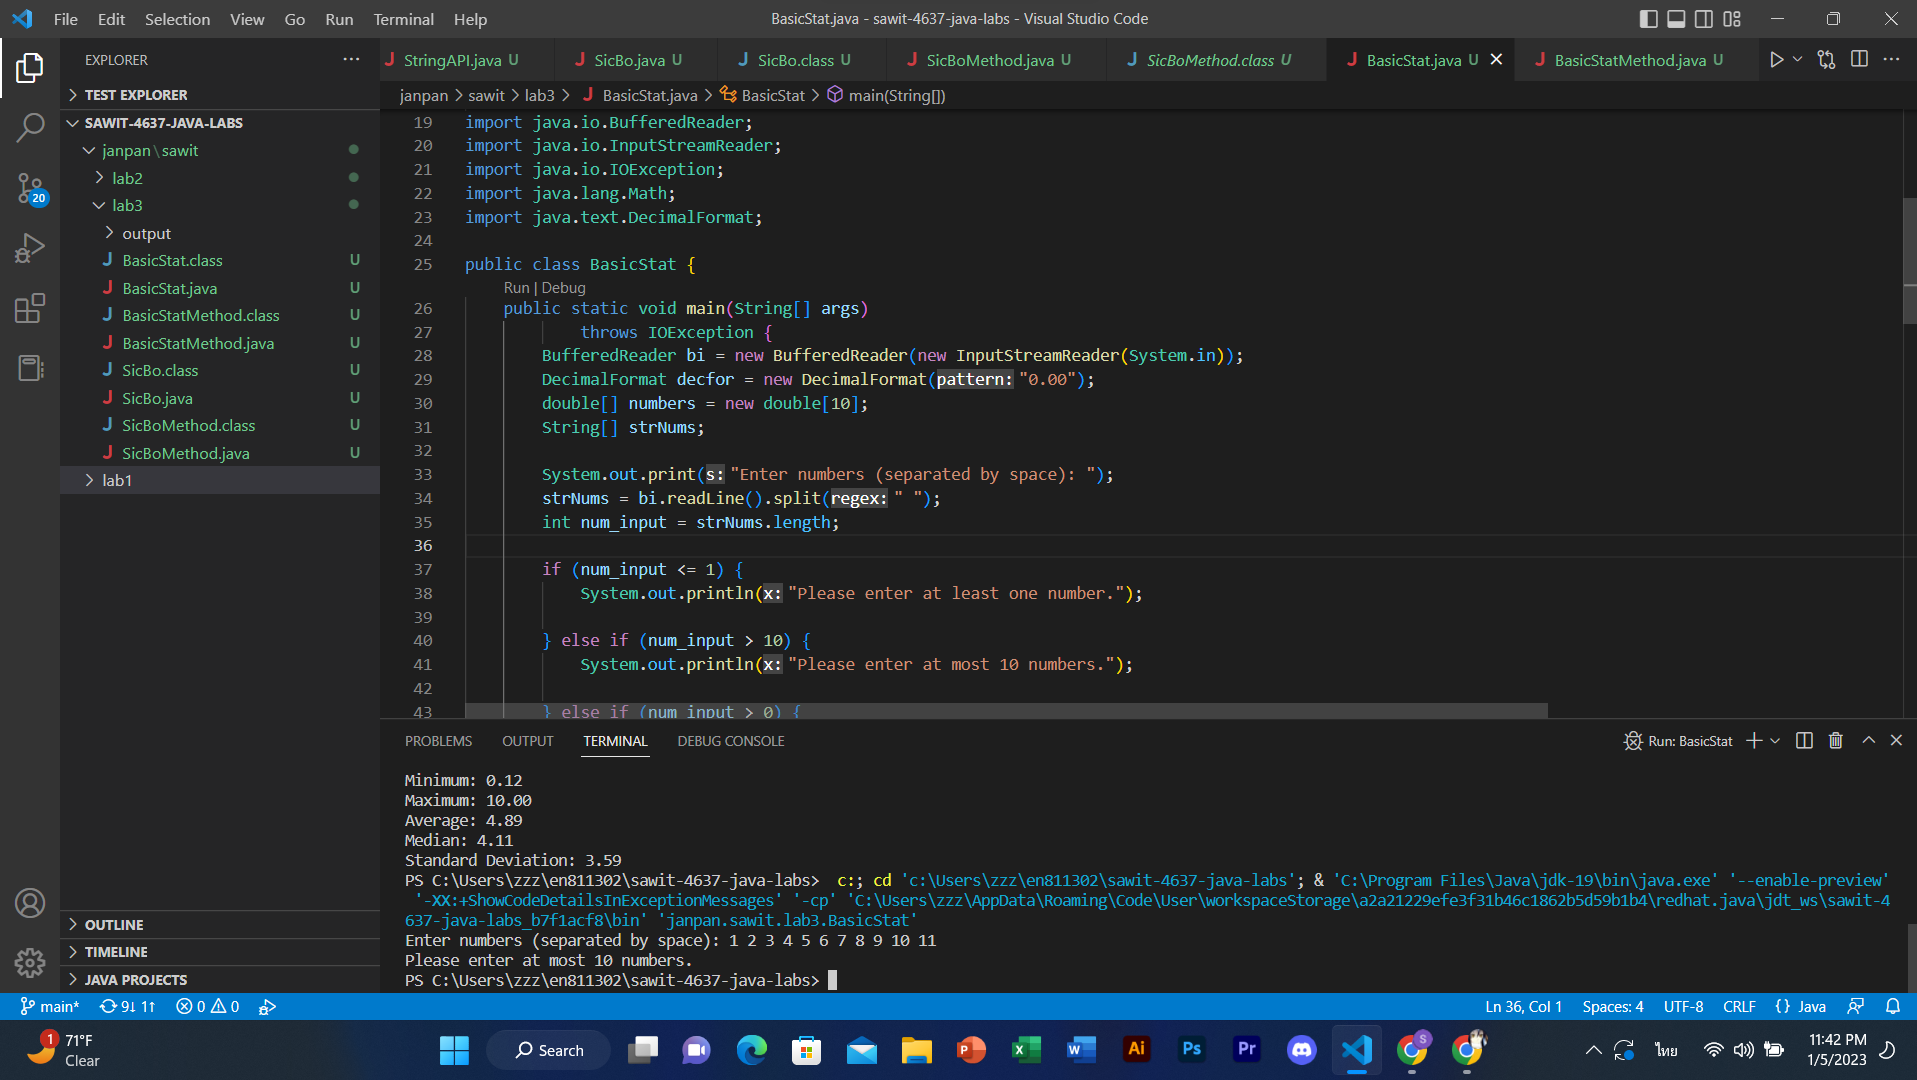 File Edit Selection View Go Run Terminal Help
BasicStat.java - sawit-4637-java-labs - Visual Studio Code
EXPLORER
StringAPI.java U
SicBo.java U
SicBo.class U
SicBoMethod.java U
SicBoMethod.class U
BasicStat.java U
BasicStatMethod.java U
janpan > sawit > lab3 > BasicStat.java > BasicStat > main(String[])
TEST EXPLORER
SAWIT-4637-JAVA-LABS
janpan\sawit
lab2
lab3
output
BasicStat.class U
BasicStat.java U
BasicStatMethod.class U
BasicStatMethod.java U
SicBo.class U
SicBo.java U
SicBoMethod.class U
SicBoMethod.java U
lab1
20
OUTLINE
TIMELINE
JAVA PROJECTS
19 import java.io.BufferedReader;
20 import java.io.InputStreamReader;
21 import java.io.IOException;
22 import java.lang.Math;
23 import java.text.DecimalFormat;
24
25 public class BasicStat {
Run | Debug
26 public static void main(String[] args)
27 throws IOException {
28 BufferedReader bi = new BufferedReader(new InputStreamReader(System.in));
29 DecimalFormat decfor = new DecimalFormat(pattern: "0.00");
30 double[] numbers = new double[10];
31 String[] strNums;
32
33 System.out.print(s: "Enter numbers (separated by space): ");
34 strNums = bi.readLine().split(regex: " ");
35 int num_input = strNums.length;
36
37 if (num_input <= 1) {
38 System.out.println(x: "Please enter at least one number.");
39
40 } else if (num_input > 10) {
41 System.out.println(x: "Please enter at most 10 numbers.");
42
43 } else if (num_input > 0) {
PROBLEMS OUTPUT TERMINAL DEBUG CONSOLE
Run: BasicStat
Minimum: 0.12
Maximum: 10.00
Average: 4.89
Median: 4.11
Standard Deviation: 3.59
PS C:\Users\zzz\en811302\sawit-4637-java-labs> c:; cd 'c:\Users\zzz\en811302\sawit-4637-java-labs'; & 'C:\Program Files\Java\jdk-19\bin\java.exe' '--enable-preview'
'-XX:+ShowCodeDetailsInExceptionMessages' '-cp' 'C:\Users\zzz\AppData\Roaming\Code\User\workspaceStorage\a2a21229efe3f31b46c1862b5d59b1b4\redhat.java\jdt_ws\sawit-4
637-java-labs_b7f1acf8\bin' 'janpan.sawit.lab3.BasicStat'
Enter numbers (separated by space): 1 2 3 4 5 6 7 8 9 10 11
Please enter at most 10 numbers.
PS C:\Users\zzz\en811302\sawit-4637-java-labs>
main* 9↓ 1↑ 0 0
Ln 36, Col 1 Spaces: 4 UTF-8 CRLF {} Java
1 71°F
Clear
Search
P X W Ai Ps Pr S
ไทย
11:42 PM
1/5/2023